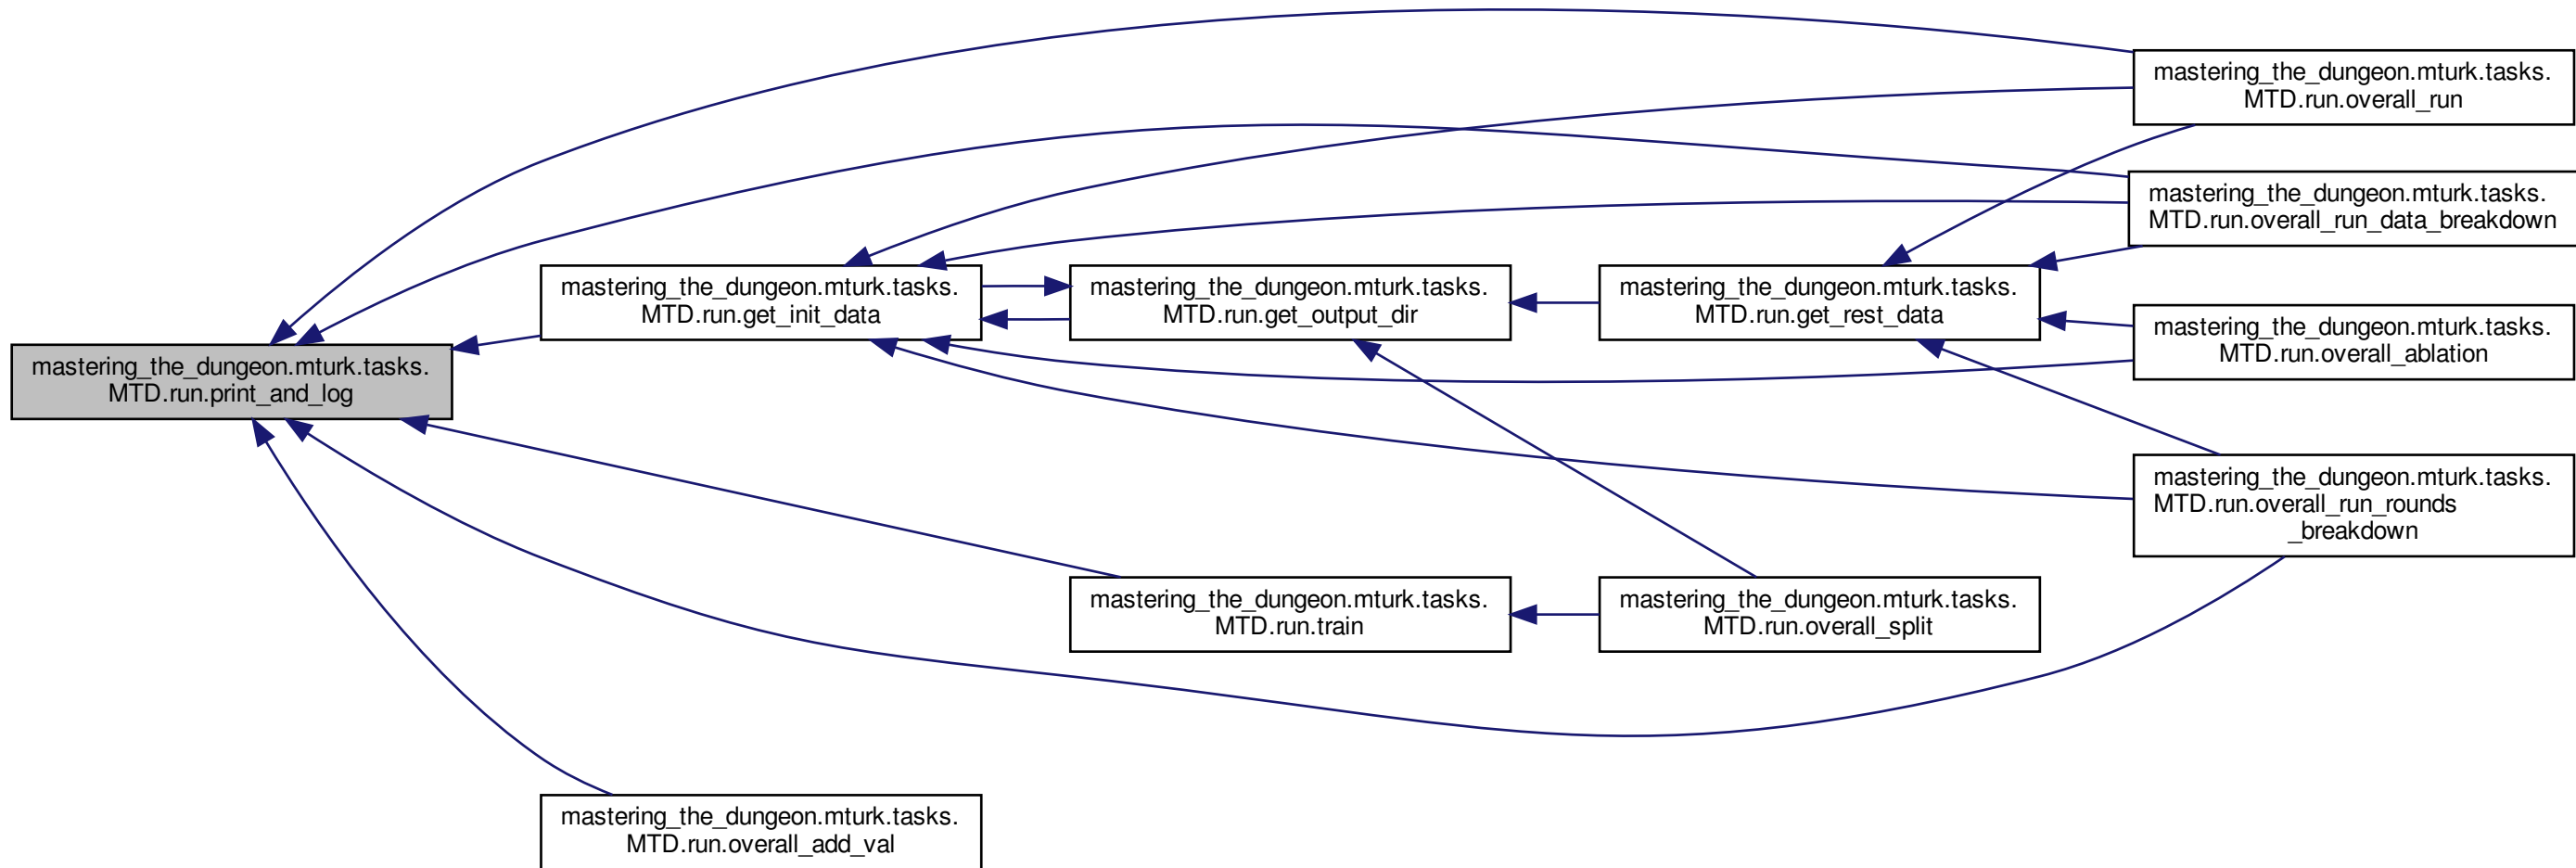 mastering_the_dungeon.mturk.tasks.
MTD.run.overall_run
mastering_the_dungeon.mturk.tasks.
MTD.run.overall_run_data_breakdown
mastering_the_dungeon.mturk.tasks.
MTD.run.get_init_data
mastering_the_dungeon.mturk.tasks.
MTD.run.get_output_dir
mastering_the_dungeon.mturk.tasks.
MTD.run.get_rest_data
mastering_the_dungeon.mturk.tasks.
MTD.run.overall_ablation
mastering_the_dungeon.mturk.tasks.
MTD.run.print_and_log
mastering_the_dungeon.mturk.tasks.
MTD.run.overall_run_rounds
_breakdown
mastering_the_dungeon.mturk.tasks.
MTD.run.train
mastering_the_dungeon.mturk.tasks.
MTD.run.overall_split
mastering_the_dungeon.mturk.tasks.
MTD.run.overall_add_val